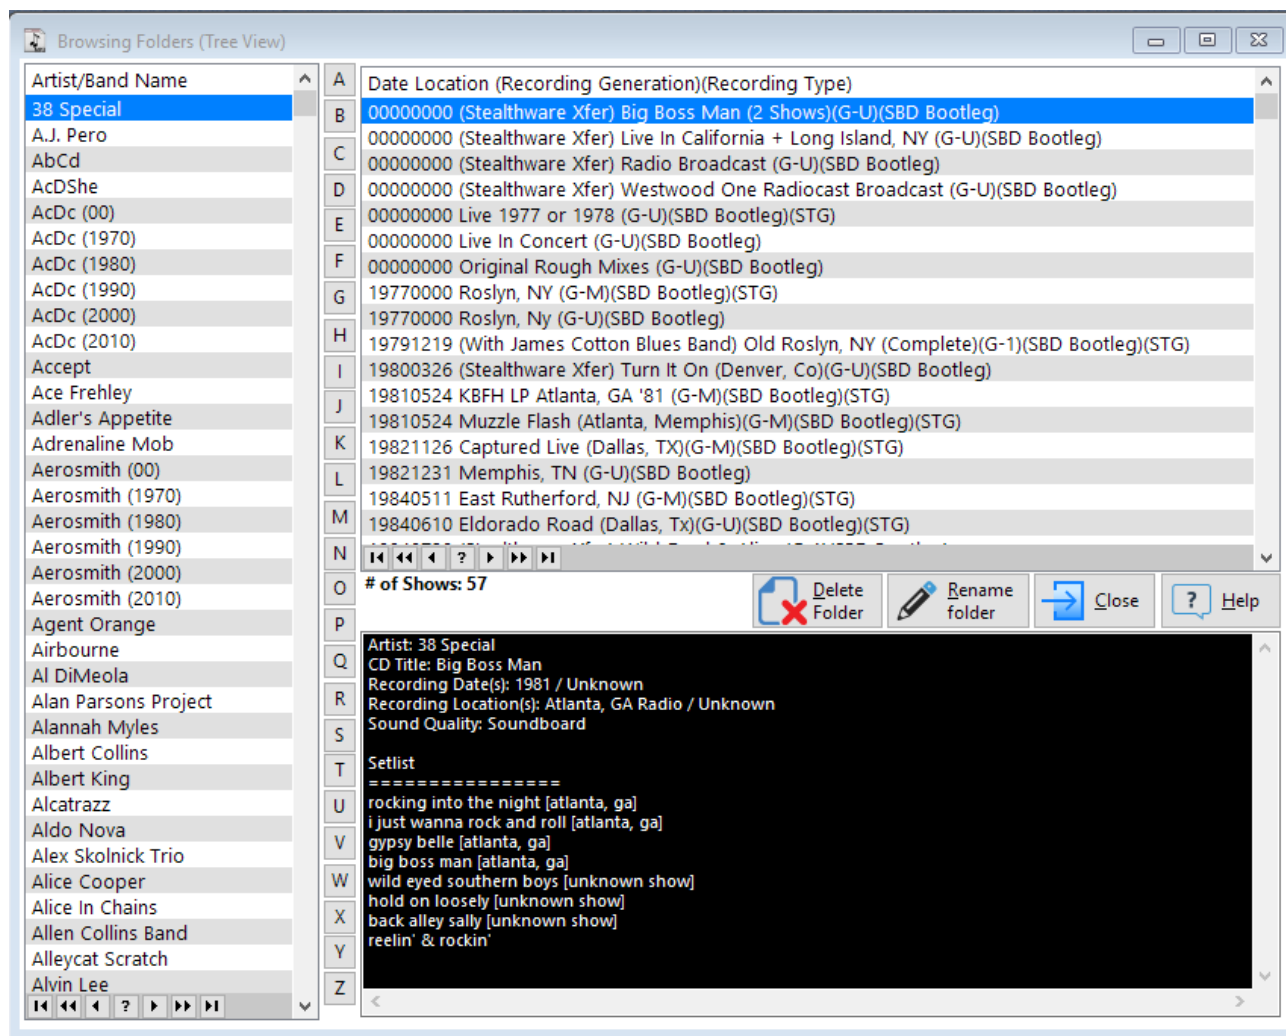 Browsing Folders (Tree View)
Artist/Band Name
38 Special
A.J. Pero
AbCd
AcDShe
AcDc (00)
AcDc (1970)
AcDc (1980)
AcDc (1990)
AcDc (2000)
AcDc (2010)
Accept
Ace Frehley
Adler's Appetite
Adrenaline Mob
Aerosmith (00)
Aerosmith (1970)
Aerosmith (1980)
Aerosmith (1990)
Aerosmith (2000)
Aerosmith (2010)
Agent Orange
Airbourne
Al DiMeola
Alan Parsons Project
Alannah Myles
Albert Collins
Albert King
Alcatrazz
Aldo Nova
Alex Skolnick Trio
Alice Cooper
Alice In Chains
Allen Collins Band
Alleycat Scratch
Alvin Lee
?
A
B
C
D
E
F
G
H
I
J
K
L
M
N
O
P
Q
R
S
T
U
V
W
X
Y
Z
Date Location (Recording Generation)(Recording Type)
00000000 (Stealthware Xfer) Big Boss Man (2 Shows)(G-U)(SBD Bootleg)
00000000 (Stealthware Xfer) Live In California + Long Island, NY (G-U)(SBD Bootleg)
00000000 (Stealthware Xfer) Radio Broadcast (G-U)(SBD Bootleg)
00000000 (Stealthware Xfer) Westwood One Radiocast Broadcast (G-U)(SBD Bootleg)
00000000 Live 1977 or 1978 (G-U)(SBD Bootleg)(STG)
00000000 Live In Concert (G-U)(SBD Bootleg)
00000000 Original Rough Mixes (G-U)(SBD Bootleg)
19770000 Roslyn, NY (G-M)(SBD Bootleg)(STG)
19770000 Roslyn, Ny (G-U)(SBD Bootleg)
19791219 (With James Cotton Blues Band) Old Roslyn, NY (Complete)(G-1)(SBD Bootleg)(STG)
19800326 (Stealthware Xfer) Turn It On (Denver, Co)(G-U)(SBD Bootleg)
19810524 KBFH LP Atlanta, GA '81 (G-M)(SBD Bootleg)(STG)
19810524 Muzzle Flash (Atlanta, Memphis)(G-M)(SBD Bootleg)(STG)
19821126 Captured Live (Dallas, TX)(G-M)(SBD Bootleg)(STG)
19821231 Memphis, TN (G-U)(SBD Bootleg)
19840511 East Rutherford, NJ (G-M)(SBD Bootleg)(STG)
19840610 Eldorado Road (Dallas, Tx)(G-U)(SBD Bootleg)(STG)
?
# of Shows: 57
Delete Folder
Rename folder
Close
? Help
Artist: 38 Special
CD Title: Big Boss Man
Recording Date(s): 1981 / Unknown
Recording Location(s): Atlanta, GA Radio / Unknown
Sound Quality: Soundboard
Setlist
================
rocking into the night [atlanta, ga]
i just wanna rock and roll [atlanta, ga]
gypsy belle [atlanta, ga]
big boss man [atlanta, ga]
wild eyed southern boys [unknown show]
hold on loosely [unknown show]
back alley sally [unknown show]
reelin' & rockin'